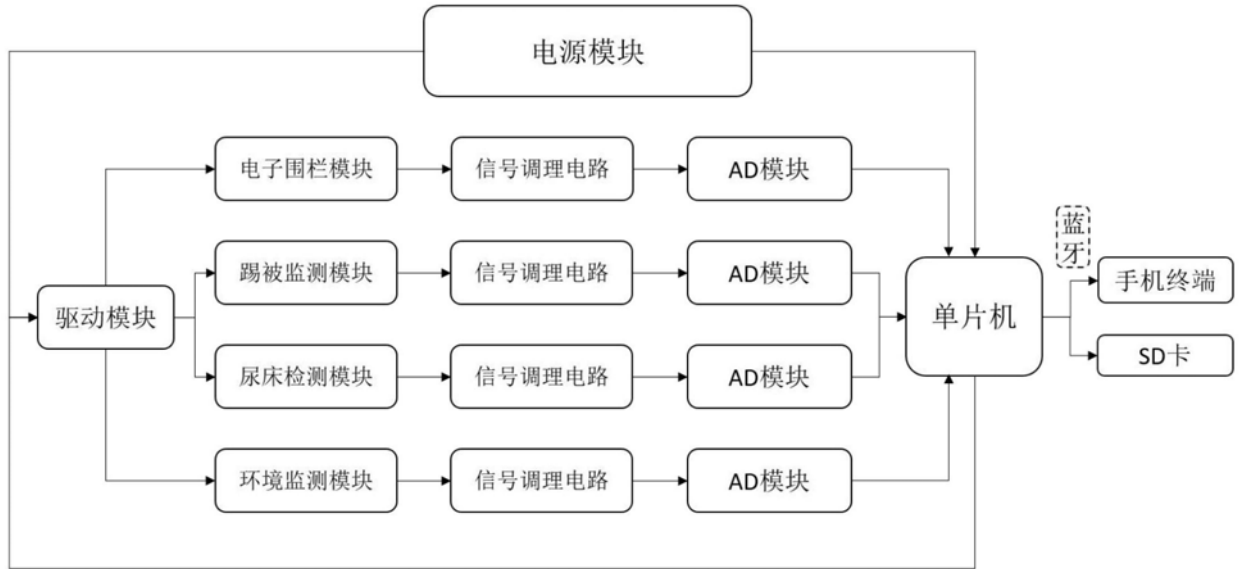 电源模块
电子围栏模块
信号调理电路
AD模块
踢被监测模块
信号调理电路
AD模块
驱动模块
尿床检测模块
信号调理电路
AD模块
环境监测模块
信号调理电路
AD模块
单片机
蓝
牙
手机终端
SD卡